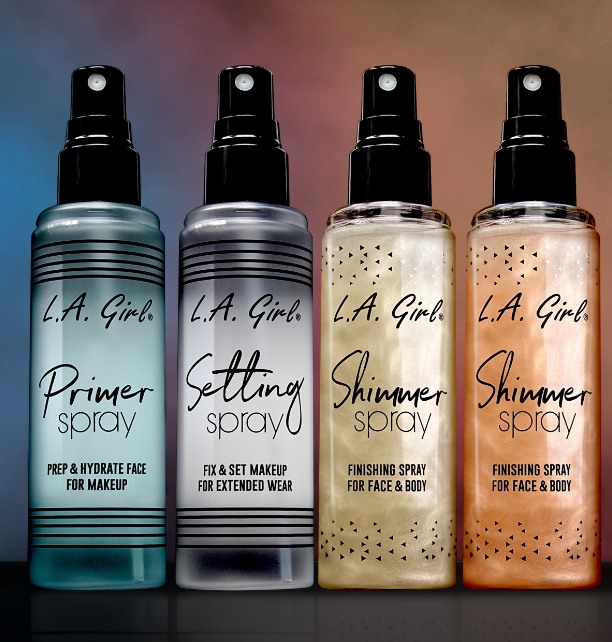 L.A. Girl®
Primer
spray
PREP & HYDRATE FACE
FOR MAKEUP
L.A. Girl®
Setting
spray
FIX & SET MAKEUP
FOR EXTENDED WEAR
L.A. Girl®
Shimmer
spray
FINISHING SPRAY
FOR FACE & BODY
L.A. Girl®
Shimmer
spray
FINISHING SPRAY
FOR FACE & BODY